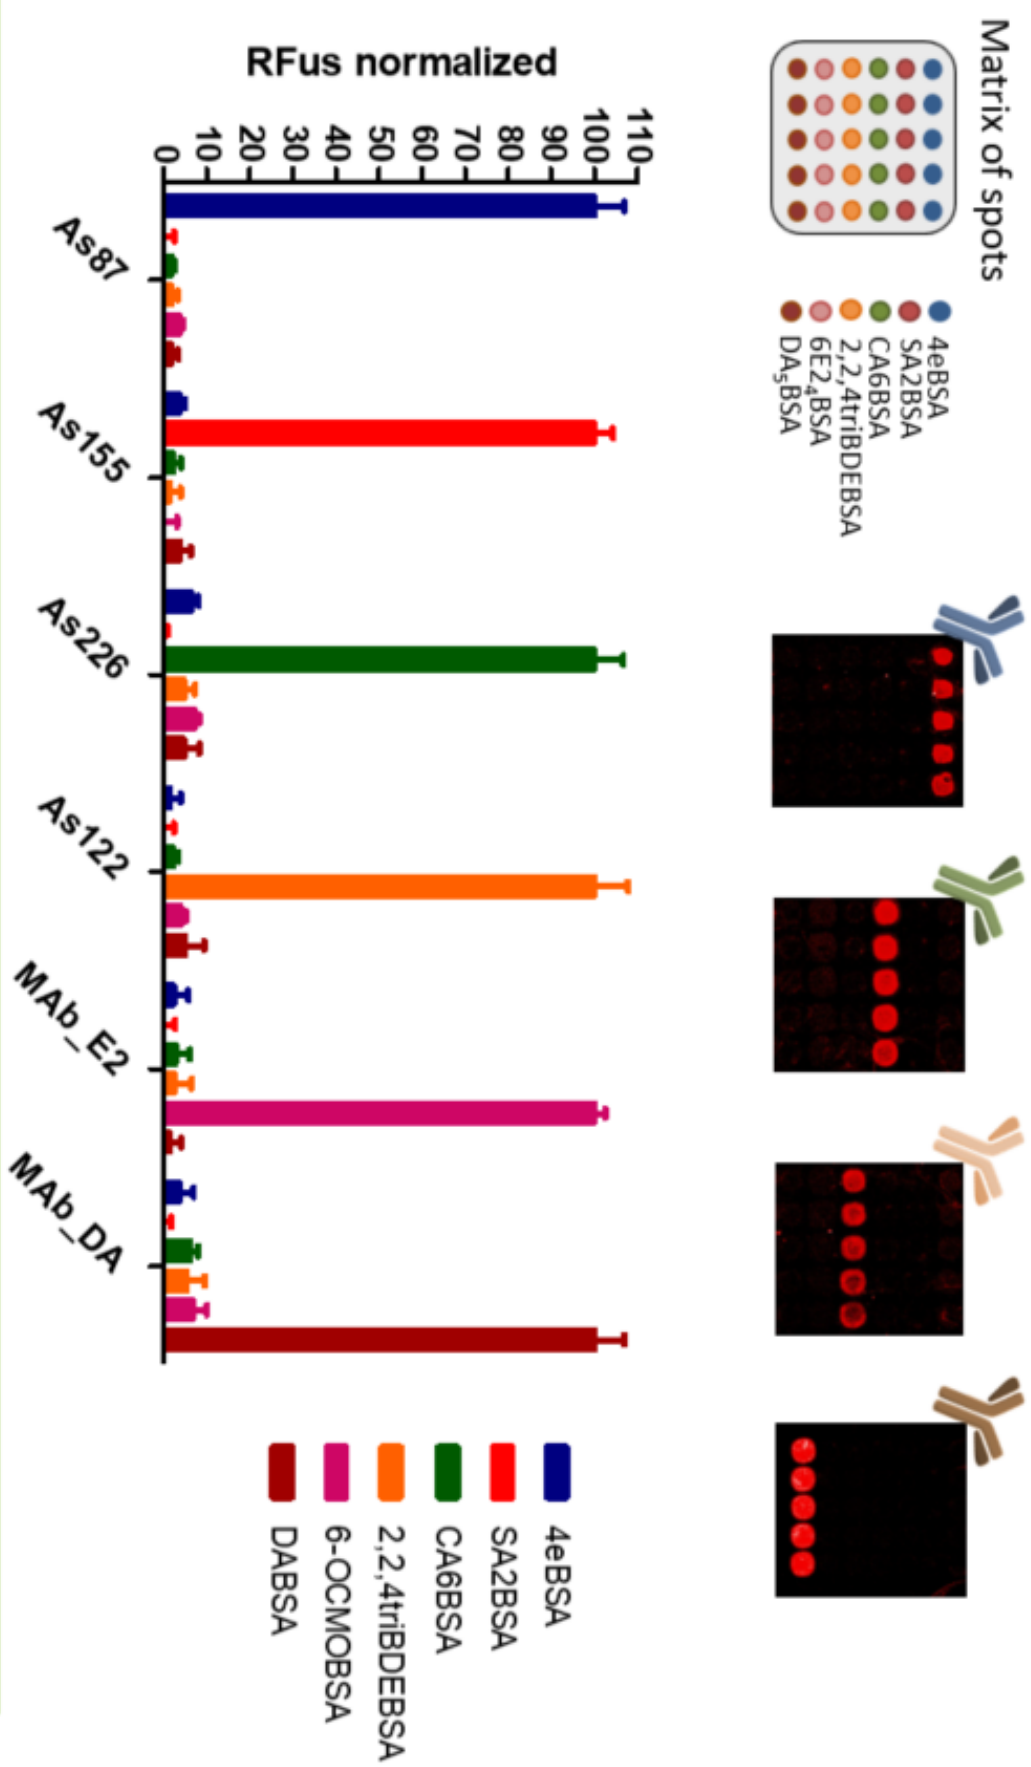 Matrix of spots
4eBSA
SA2BSA
CA6BSA
2,2,4triBDEBSA
6E2₄BSA
DA₅BSA
RFus normalized
110
100
90
80
70
60
50
40
30
20
10
0
As87
As155
As226
As122
MAb_E2
MAb_DA
4eBSA
SA2BSA
CA6BSA
2,2,4triBDEBSA
6-OCMOBSA
DABSA